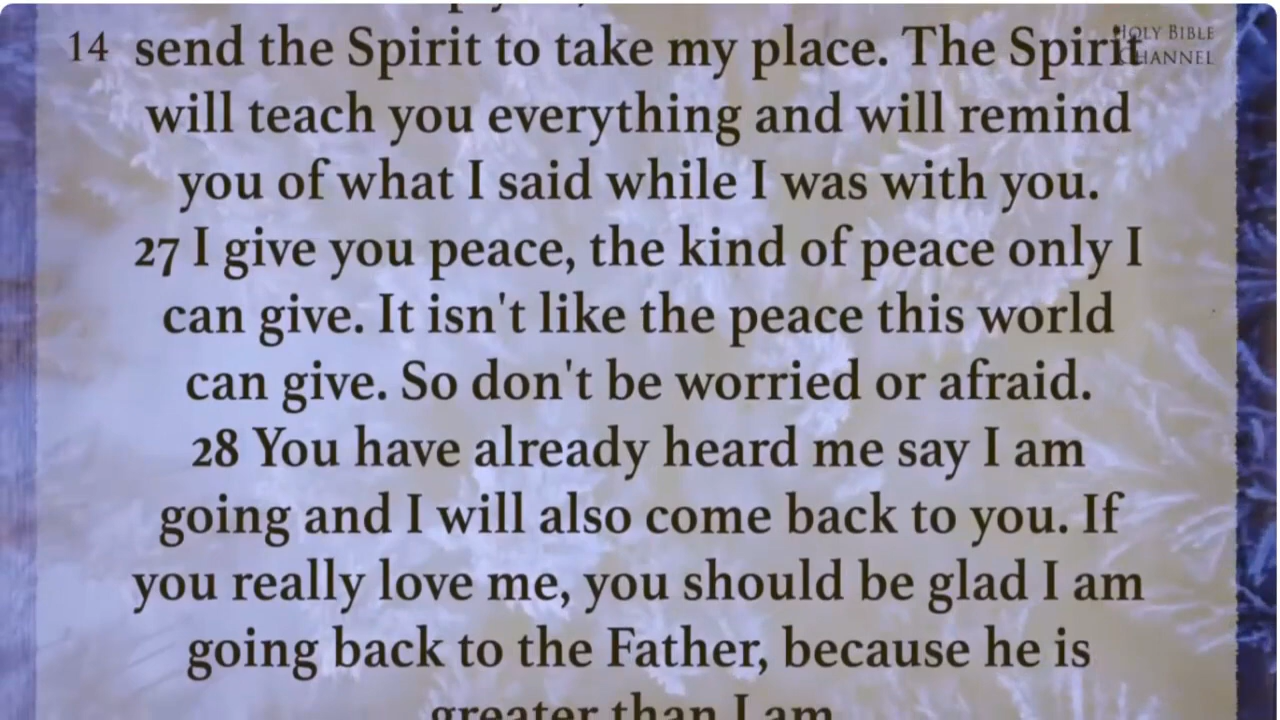 14 send the Spirit to take my place. The Spirit
HOLY BIBLE
CHANNEL
will teach you everything and will remind
you of what I said while I was with you.
27 I give you peace, the kind of peace only I
can give. It isn't like the peace this world
can give. So don't be worried or afraid.
28 You have already heard me say I am
going and I will also come back to you. If
you really love me, you should be glad I am
going back to the Father, because he is
greater than I am